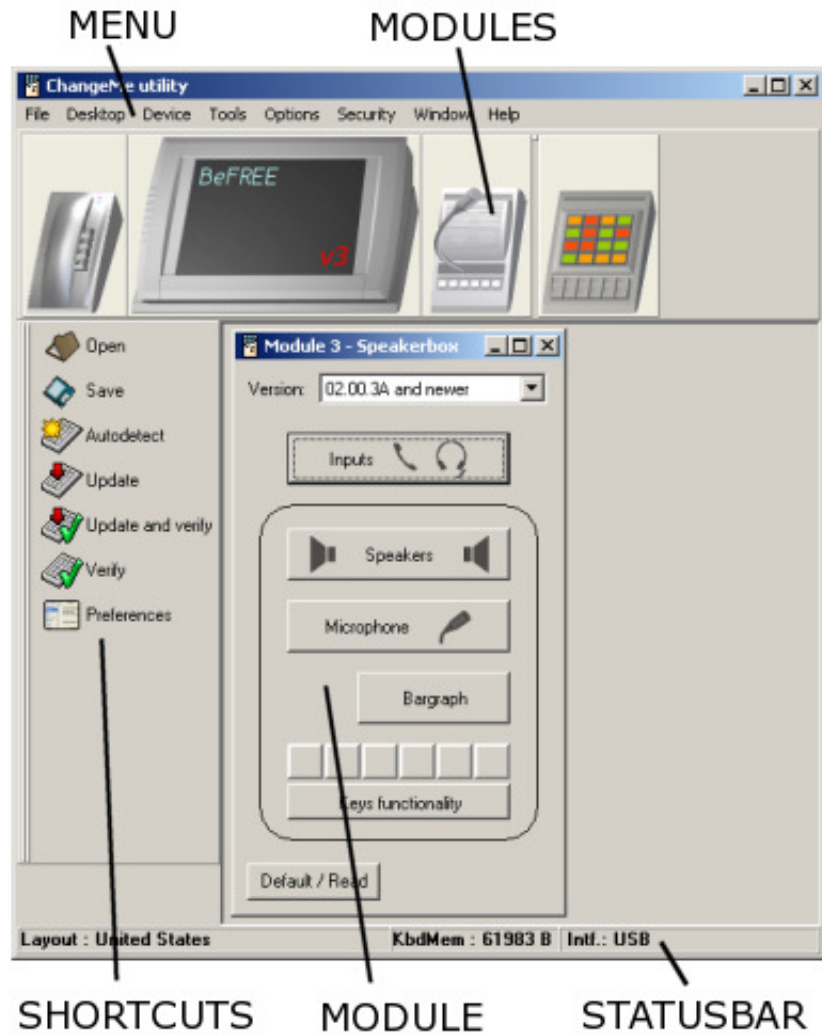 MENU MODULES
ChangeMe utility
File Desktop Device Tools Options Security Window Help
BeFREE
v3
Open
Save
Autodetect
Update
Update and verify
Verify
Preferences
Module 3 - Speakerbox
Version: 02.00.3A and newer
Inputs
Speakers
Microphone
Bargraph
Keys functionality
Default / Read
Layout : United States KbdMem : 61983 B Intf.: USB
SHORTCUTS MODULE STATUSBAR